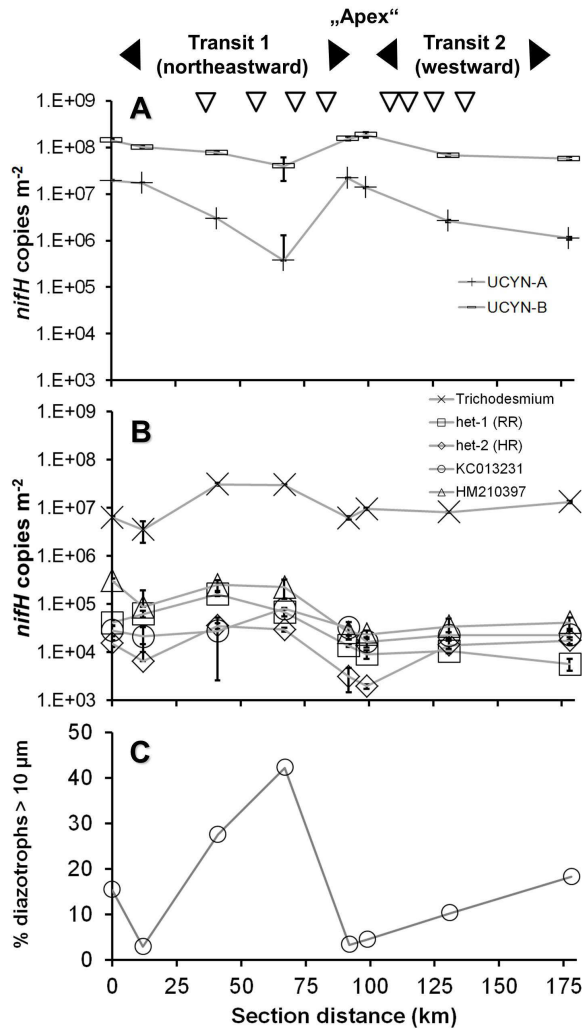 „Apex“
Transit 1
(northeastward)
Transit 2
(westward)
A
1.E+09
1.E+08
1.E+07
1.E+06
1.E+05
1.E+04
1.E+03
nifH copies m-2
UCYN-A
UCYN-B
B
1.E+09
1.E+08
1.E+07
1.E+06
1.E+05
1.E+04
1.E+03
nifH copies m-2
Trichodesmium
het-1 (RR)
het-2 (HR)
KC013231
HM210397
C
50
40
30
20
10
0
% diazotrophs > 10 µm
0 25 50 75 100 125 150 175
Section distance (km)